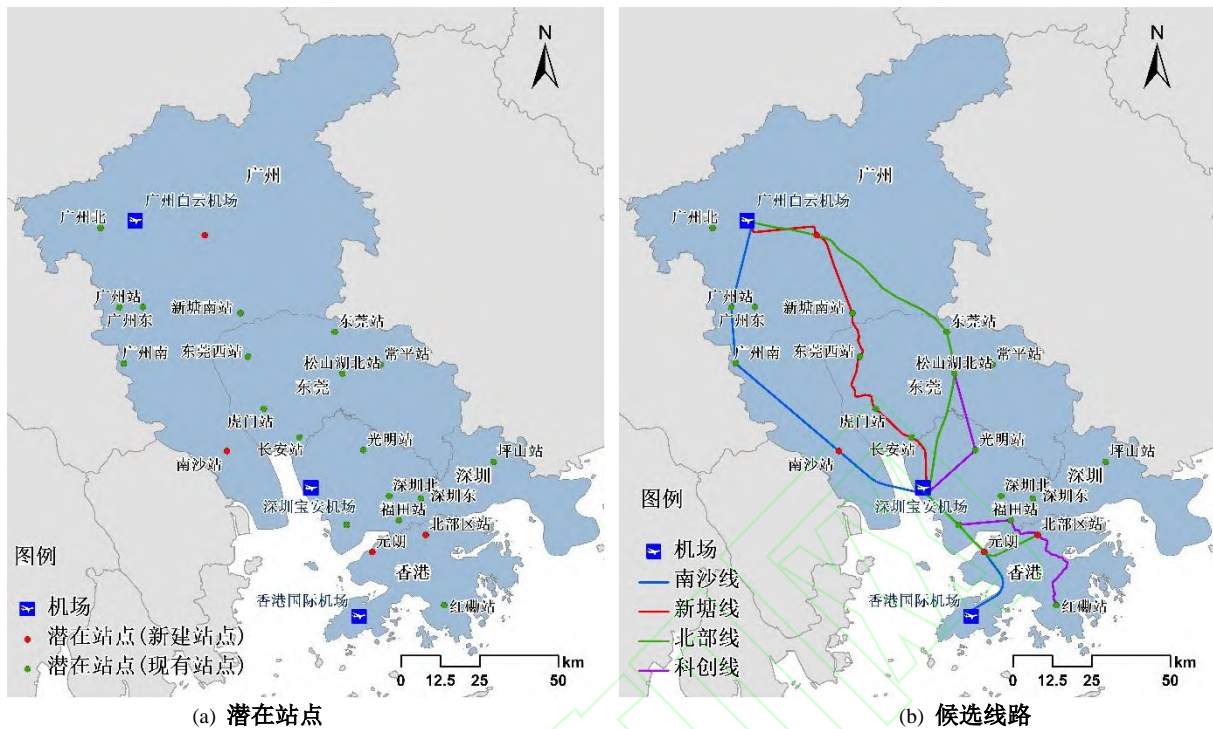 N
广州
广州白云机场
广州北
广州站
广州东
新塘南站
东莞站
广州南
东莞西站
松山湖北站
常平站
东莞
虎门站
长安站
光明站
坪山站
南沙站
深圳
深圳北
深圳东
深圳宝安机场
福田站
北部区站
元朗
香港
香港国际机场
红磡站
图例
机场
潜在站点(新建站点)
潜在站点(现有站点)
km
0 12.5 25 50
(a) 潜在站点
N
广州
广州白云机场
广州北
广州站
广州东
新塘南站
东莞站
广州南
东莞西站
松山湖北站
常平站
东莞
虎门站
长安站
光明站
坪山站
南沙站
深圳
深圳北
深圳东
深圳宝安机场
福田站
北部区站
元朗
香港
香港国际机场
红磡站
图例
机场
南沙线
新塘线
北部线
科创线
km
0 12.5 25 50
(b) 候选线路